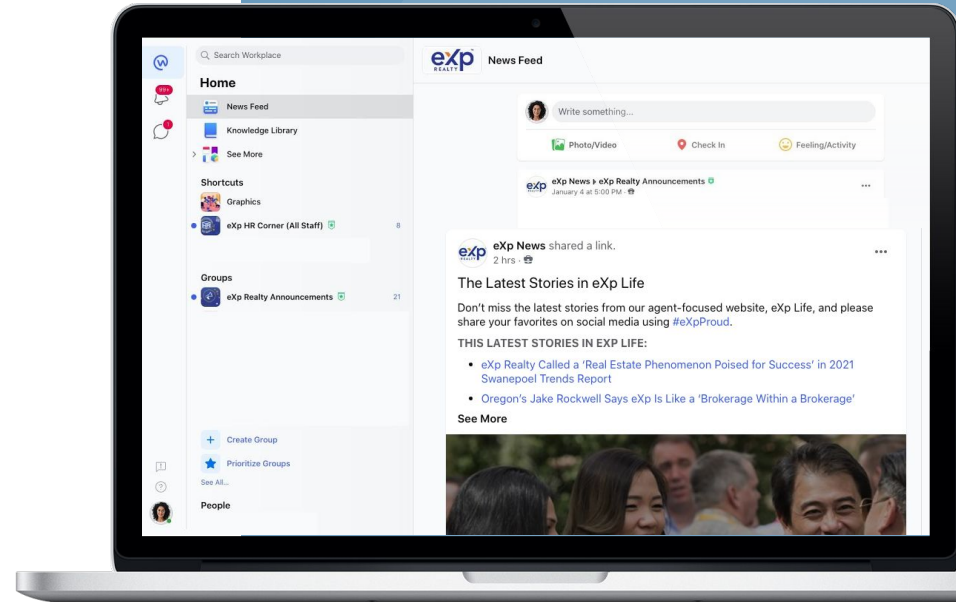 Search Workplace
Home
99+
1
News Feed
Knowledge Library
See More
Shortcuts
Graphics
eXp HR Corner (All Staff)
8
Groups
eXp Realty Announcements
21
Create Group
Prioritize Groups
See All...
People
eXp
REALTY
News Feed
Write something...
Photo/Video
Check In
Feeling/Activity
eXp
eXp News ▸ eXp Realty Announcements
January 4 at 5:00 PM ·
eXp
REALTY
eXp News shared a link.
2 hrs ·
The Latest Stories in eXp Life
Don't miss the latest stories from our agent-focused website, eXp Life, and please
share your favorites on social media using #eXpProud.
THIS LATEST STORIES IN EXP LIFE:
• eXp Realty Called a ‘Real Estate Phenomenon Poised for Success’ in 2021
Swanepoel Trends Report
• Oregon's Jake Rockwell Says eXp Is Like a ‘Brokerage Within a Brokerage’
See More